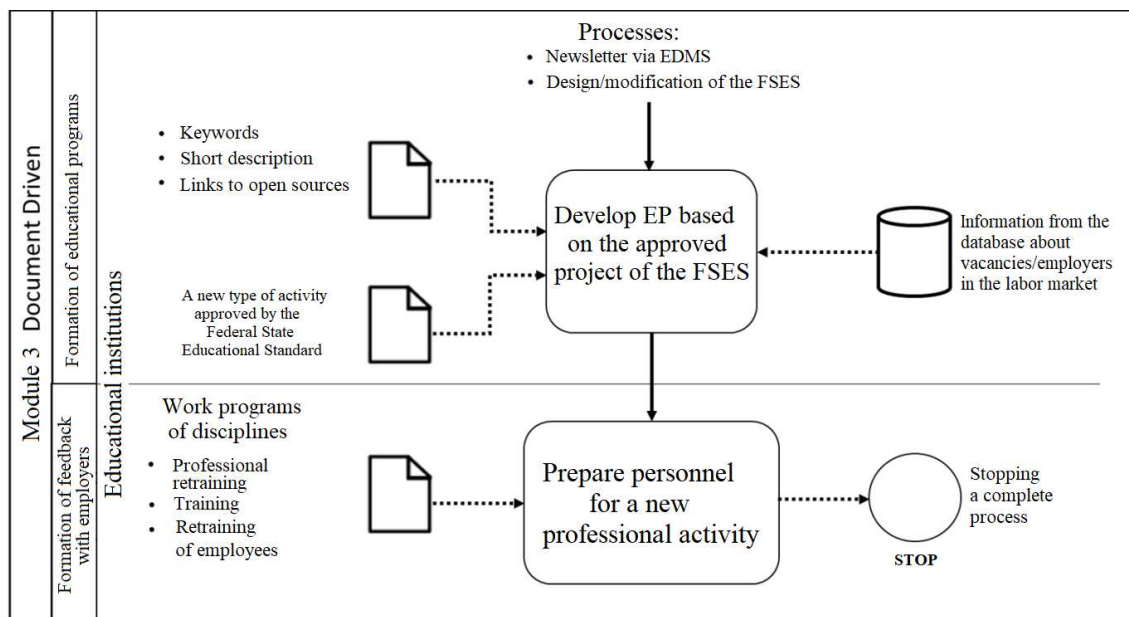 Module 3 Document Driven
Formation of educational programs
Formation of feedback
with employers
Educational institutions
Processes:
• Newsletter via EDMS
• Design/modification of the FSES
• Keywords
• Short description
• Links to open sources
A new type of activity
approved by the
Federal State
Educational Standard
Develop EP based
on the approved
project of the FSES
Information from the
database about
vacancies/employers
in the labor market
Work programs
of disciplines
• Professional
retraining
• Training
• Retraining
of employees
Prepare personnel
for a new
professional activity
Stopping
a complete
process
STOP